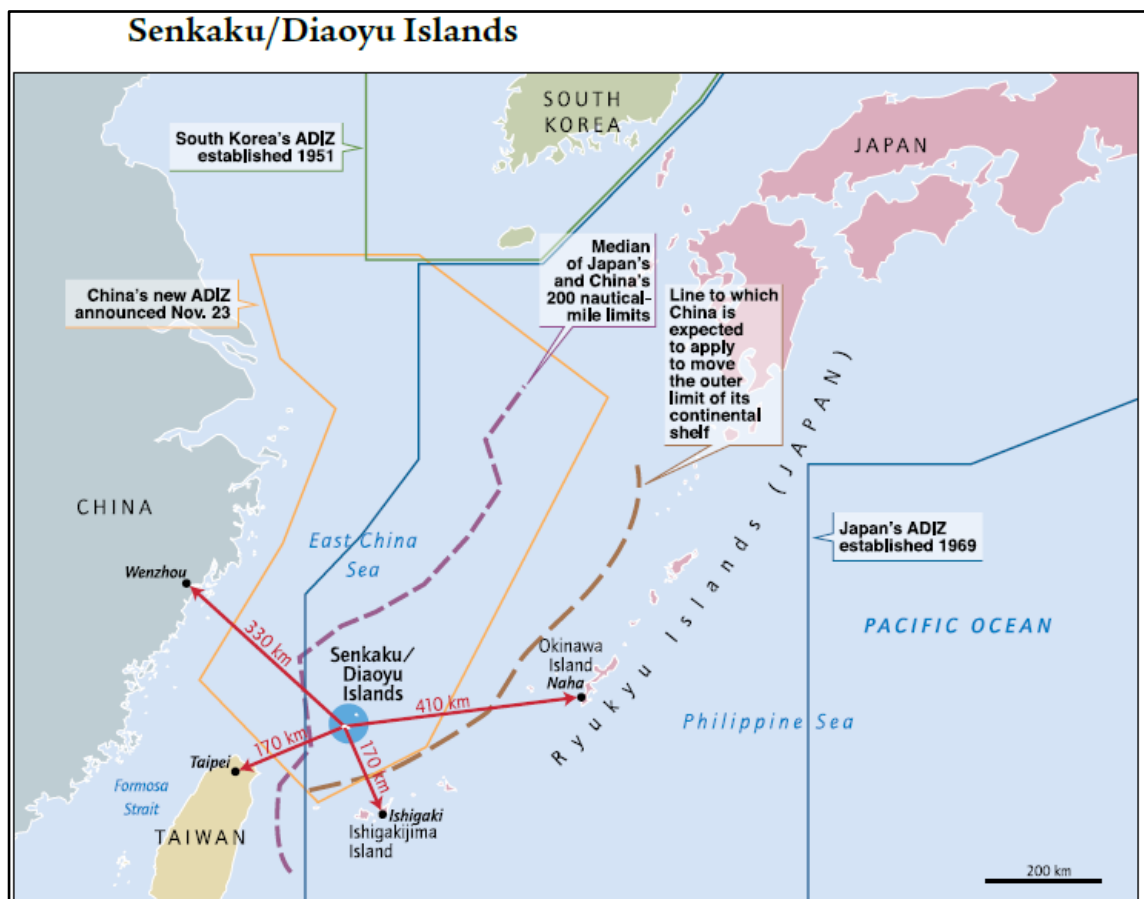 Senkaku/Diaoyu Islands
SOUTH
KOREA
JAPAN
South Korea's ADIZ
established 1951
Median
of Japan's
and China's
200 nautical-
mile limits
China's new ADIZ
announced Nov. 23
Line to which
China is
expected
to apply
to move
the outer
limit of its
continental
shelf
CHINA
East China
Sea
Japan's ADIZ
established 1969
Wenzhou
330 km
Senkaku/
Diaoyu
Islands
Okinawa
Island
Naha
410 km
Ryukyu Islands (JAPAN)
PACIFIC OCEAN
Philippine Sea
170 km
170 km
Taipei
Formosa
Strait
TAIWAN
Ishigaki
Ishigakijima
Island
200 km